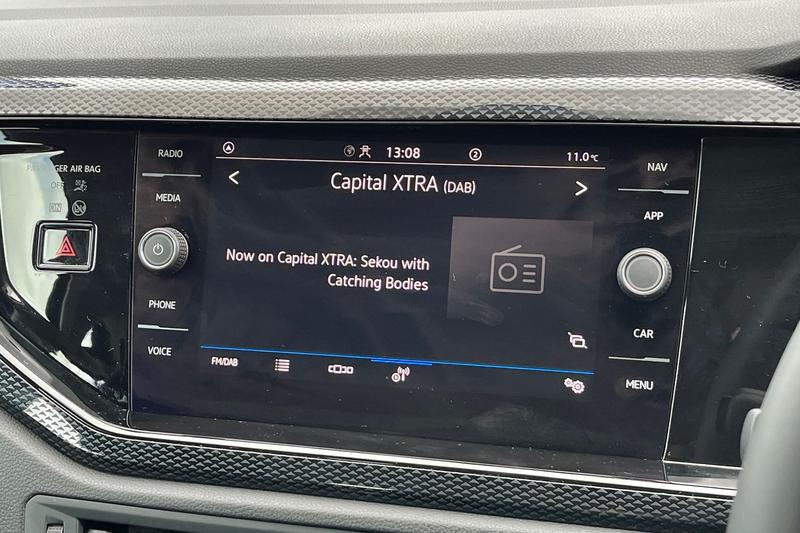 PASSENGER AIR BAG
OFF
ON
RADIO
MEDIA
PHONE
VOICE
13:08
2
11.0°C
Capital XTRA (DAB)
Now on Capital XTRA: Sekou with
Catching Bodies
FM/DAB
NAV
APP
CAR
MENU